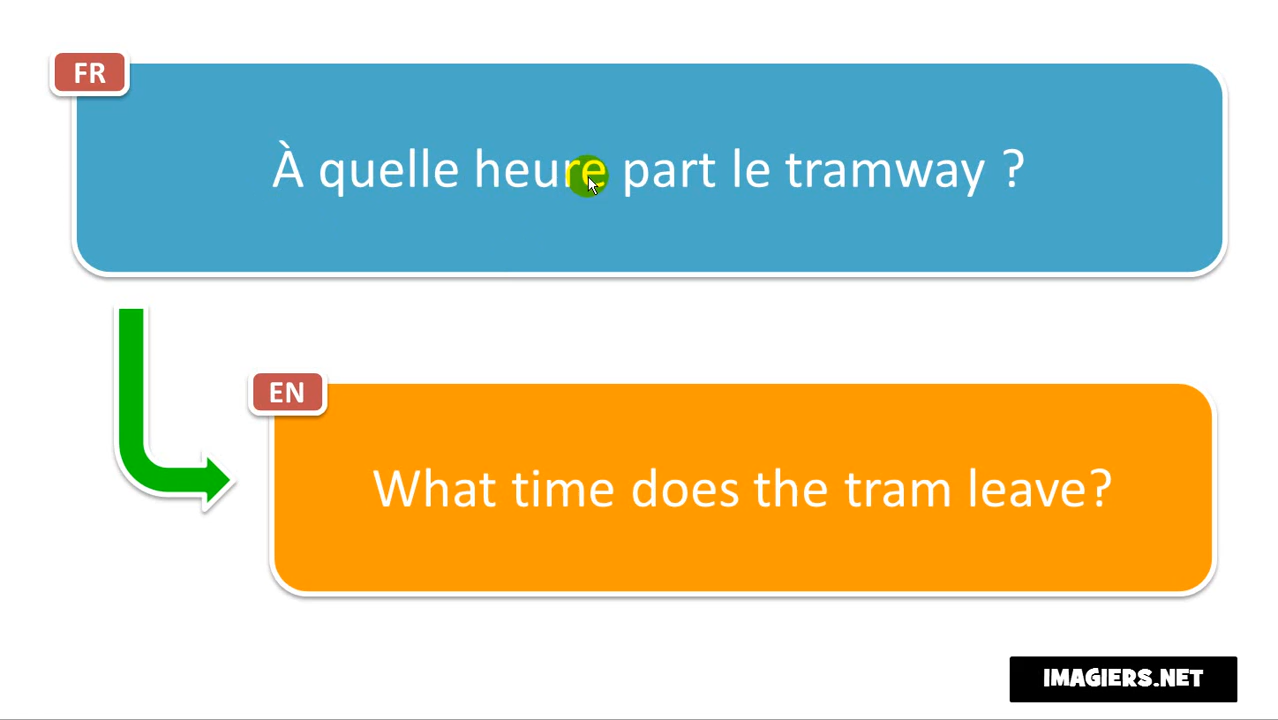 FR
À quelle heure part le tramway ?
EN
What time does the tram leave?
IMAGIERS.NET